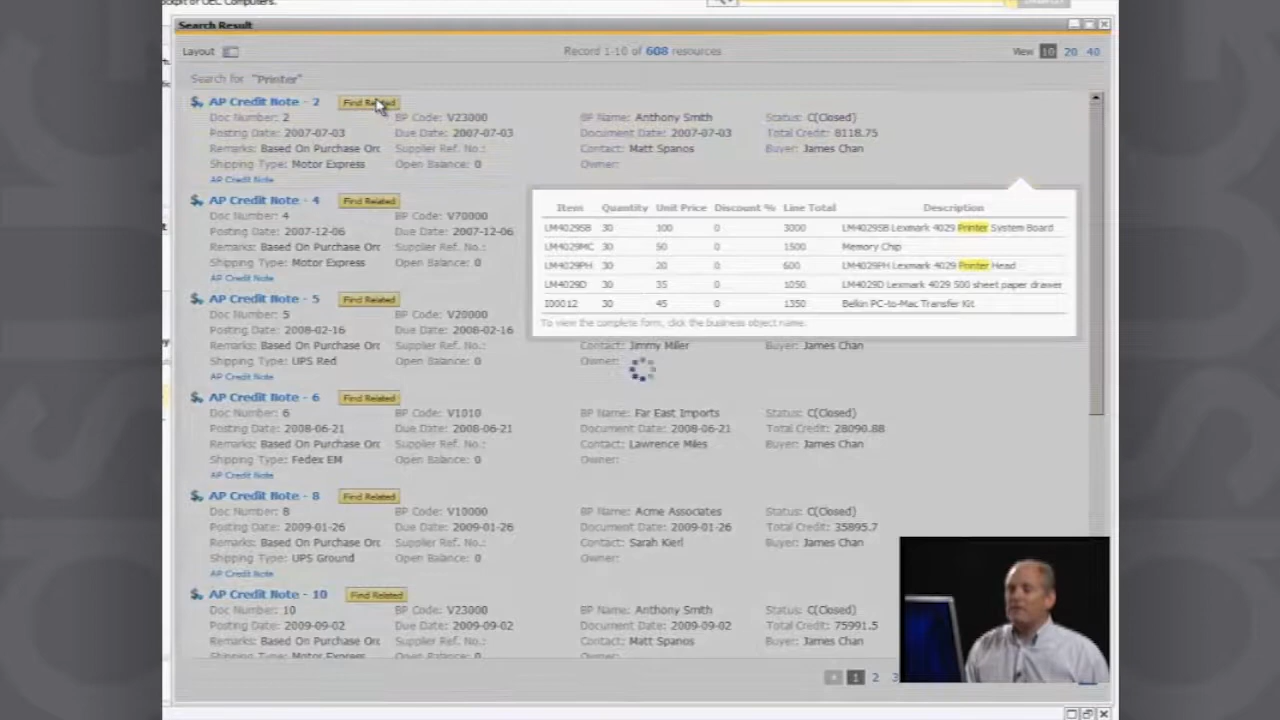 ockpit of OEC Computers.
Search Result
Layout Record 1-10 of 608 resources View 10 20 40
Search for "Printer"
AP Credit Note - 2 Find Related
Doc Number: 2 BP Code: V23000 BP Name: Anthony Smith Status: C(Closed)
Posting Date: 2007-07-03 Due Date: 2007-07-03 Document Date: 2007-07-03 Total Credit: 8118.75
Remarks: Based On Purchase Orc Supplier Ref. No.: Contact: Matt Spanos Buyer: James Chan
Shipping Type: Motor Express Open Balance: 0 Owner:
AP Credit Note
AP Credit Note - 4 Find Related
Doc Number: 4 BP Code: V70000
Posting Date: 2007-12-06 Due Date: 2007-12-06
Remarks: Based On Purchase Orc Supplier Ref. No.:
Shipping Type: Motor Express Open Balance: 0
AP Credit Note
Item Quantity Unit Price Discount % Line Total Description
LM4029SB 30 100 0 3000 LM4029SB Lexmark 4029 Printer System Board
LM4029MC 30 50 0 1500 Memory Chip
LM4029PH 30 20 0 600 LM4029PH Lexmark 4029 Printer Head
LM4029D 30 35 0 1050 LM4029D Lexmark 4029 500 sheet paper drawer
I00012 30 45 0 1350 Belkin PC-to-Mac Transfer Kit
To view the complete form, click the business object name.
AP Credit Note - 5 Find Related
Doc Number: 5 BP Code: V20000
Posting Date: 2008-02-16 Due Date: 2008-02-16
Remarks: Based On Purchase Orc Supplier Ref. No.: Contact: Jimmy Miller Buyer: James Chan
Shipping Type: UPS Red Open Balance: 0 Owner:
AP Credit Note
AP Credit Note - 6 Find Related
Doc Number: 6 BP Code: V1010 BP Name: Far East Imports Status: C(Closed)
Posting Date: 2008-06-21 Due Date: 2008-06-21 Document Date: 2008-06-21 Total Credit: 28090.88
Remarks: Based On Purchase Orc Supplier Ref. No.: Contact: Lawrence Miles Buyer: James Chan
Shipping Type: Fedex EM Open Balance: 0 Owner:
AP Credit Note
AP Credit Note - 8 Find Related
Doc Number: 8 BP Code: V10000 BP Name: Acme Associates Status: C(Closed)
Posting Date: 2009-01-26 Due Date: 2009-01-26 Document Date: 2009-01-26 Total Credit: 35895.7
Remarks: Based On Purchase Orc Supplier Ref. No.: Contact: Sarah Kierl Buyer: James Chan
Shipping Type: UPS Ground Open Balance: 0 Owner:
AP Credit Note
AP Credit Note - 10 Find Related
Doc Number: 10 BP Code: V23000 BP Name: Anthony Smith Status: C(Closed)
Posting Date: 2009-09-02 Due Date: 2009-09-02 Document Date: 2009-09-02 Total Credit: 75991.5
Remarks: Based On Purchase Orc Supplier Ref. No.: Contact: Matt Spanos Buyer: James Chan
Shipping Type: Motor Express Open Balance: 0 Owner:
1 2 3